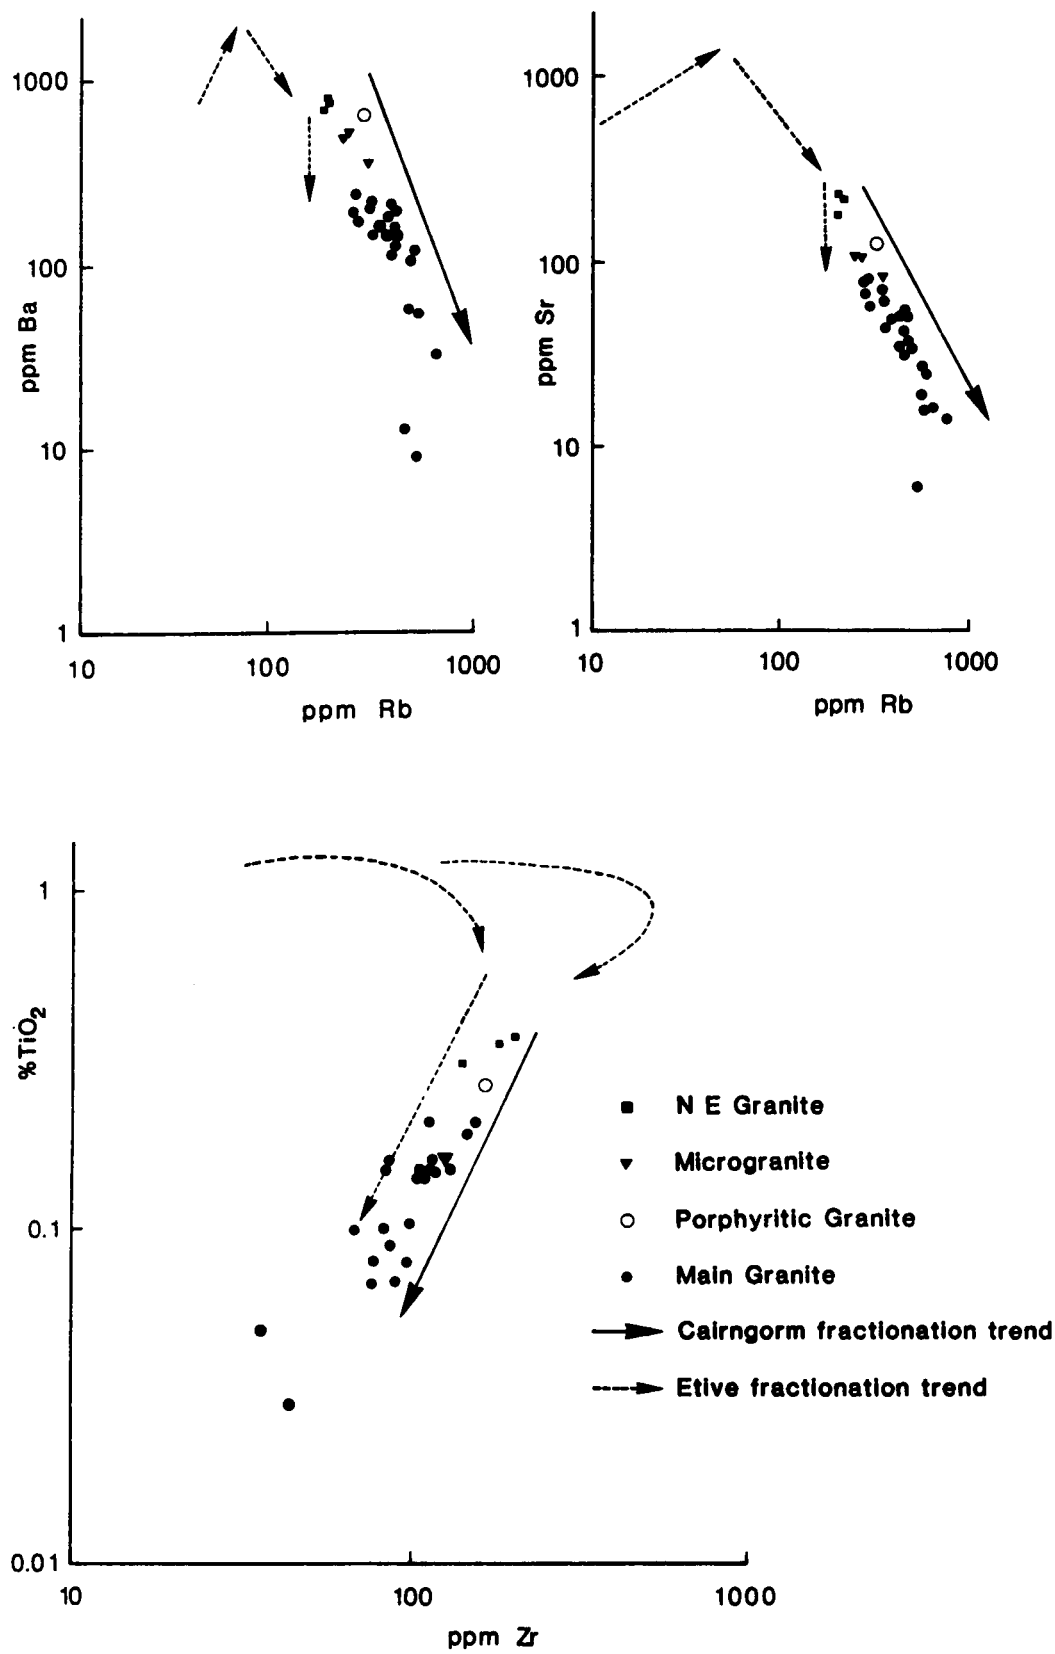 1000
100
10
1
ppm Ba
10
100
1000
ppm Rb
1000
100
10
1
ppm Sr
10
100
1000
ppm Rb
1
0.1
0.01
%TiO2
10
100
1000
ppm Zr
N E Granite
Microgranite
Porphyritic Granite
Main Granite
Cairngorm fractionation trend
Etive fractionation trend